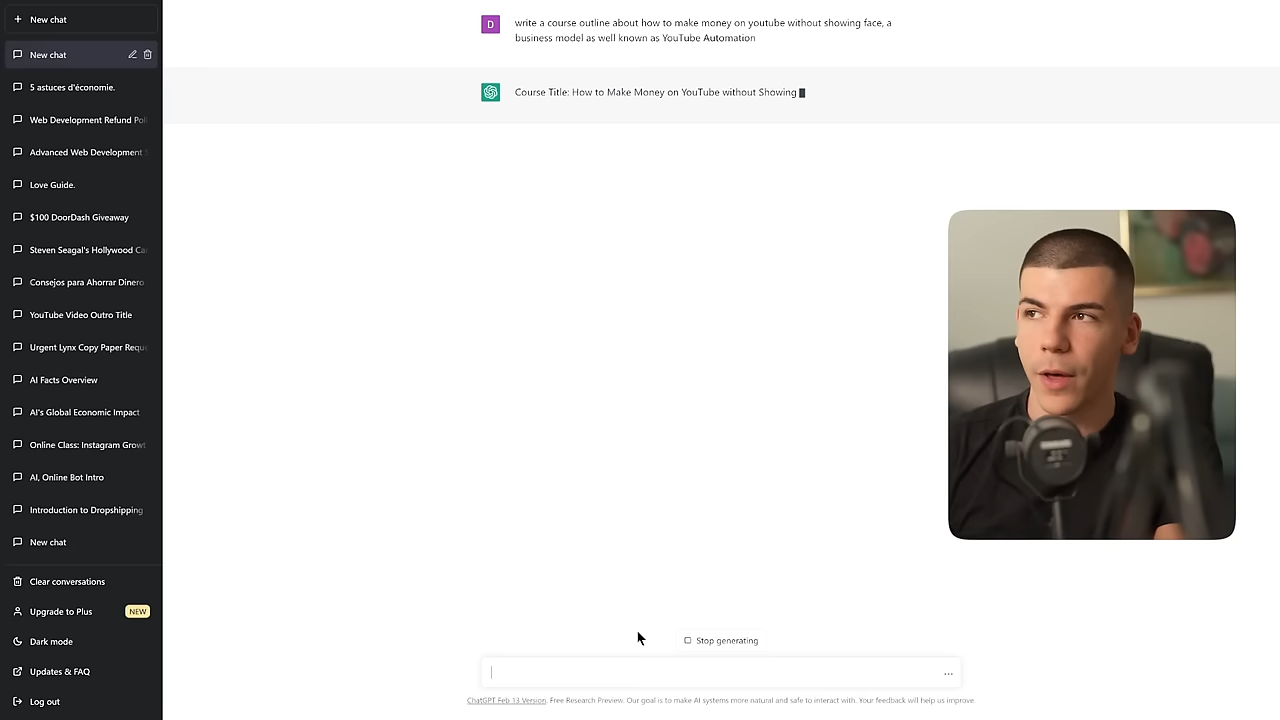 New chat
New chat
5 astuces d'économie.
Web Development Refund Pol
Advanced Web Development S
Love Guide.
$100 DoorDash Giveaway
Steven Seagal's Hollywood Ca
Consejos para Ahorrar Dinero
YouTube Video Outro Title
Urgent Lynx Copy Paper Requ
AI Facts Overview
AI's Global Economic Impact
Online Class: Instagram Growt
AI, Online Bot Intro
Introduction to Dropshipping
New chat
Clear conversations
Upgrade to Plus NEW
Dark mode
Updates & FAQ
Log out
D
write a course outline about how to make money on youtube without showing face, a
business model as well known as YouTube Automation
Course Title: How to Make Money on YouTube without Showing
Stop generating
ChatGPT Feb 13 Version. Free Research Preview. Our goal is to make AI systems more natural and safe to interact with. Your feedback will help us improve.